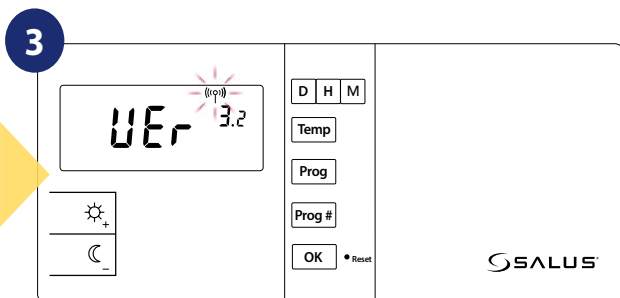 3
UEr 3.2
D H M
Temp
Prog
Prog #
OK Reset
+
-
SALUS